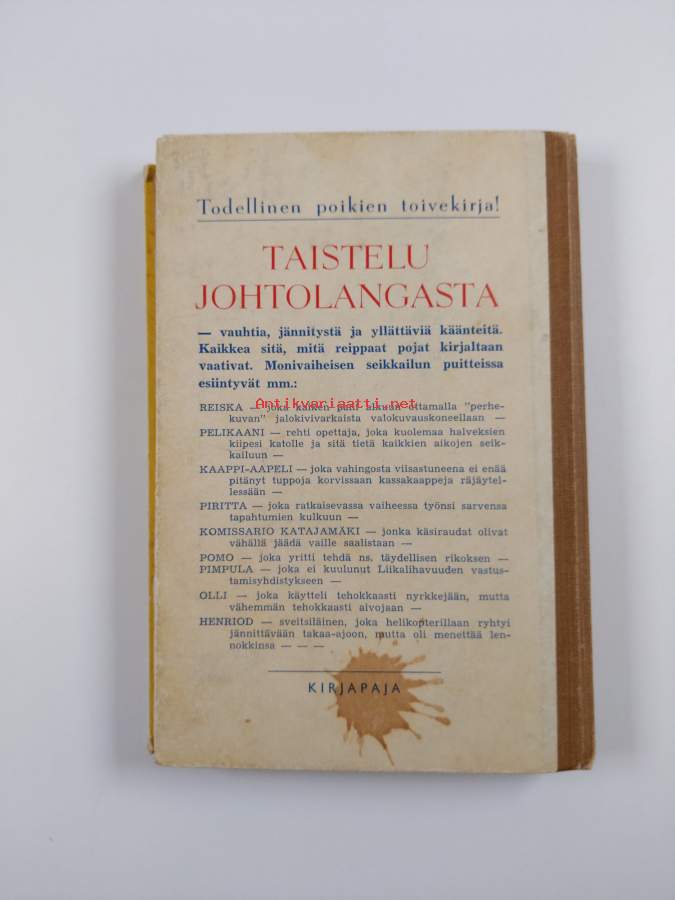 Todellinen poikien toivekirja!
TAISTELU
JOHTOLANGASTA
— vauhtia, jännitystä ja yllättäviä käänteitä.
Kaikkea sitä, mitä reippaat pojat kirjaltaan
vaativat. Monivaiheisen seikkailun puitteissa
esiintyvät mm.:
Antikvariaatti.net
REISKA — joka ottamalla "perhe-
kuvan" jalokivivarkaista valokuvauskoneellaan —
PELIKAANI — rehti opettaja, joka kuolemaa halveksien
kiipesi katolle ja sitä tietä kaikkien aikojen seik-
kailuun —
KAAPPI-AAPELI — joka vahingosta viisastuneena ei enää
pitänyt tuppoja korvissaan kassakaappeja räjäytel-
lessään —
PIRITTA — joka ratkaisevassa vaiheessa työnsi sarvensa
tapahtumien kulkuun —
KOMISSARIO KATAJAMÄKI — jonka käsiraudat olivat
vähällä jäädä vaille saalistaan —
POMO — joka yritti tehdä ns. täydellisen rikoksen —
PIMPULA — joka ei kuulunut Liikalihavuuden vastus-
tamisyhdistykseen —
OLLI — joka käytteli tehokkaasti nyrkkejään, mutta
vähemmän tehokkaasti aivojaan —
HENRIOD — sveitsiläinen, joka helikopterillaan ryhtyi
jännittävään takaa-ajoon, mutta oli menettää len-
nokkinsa — — —
KIRJAPAJA